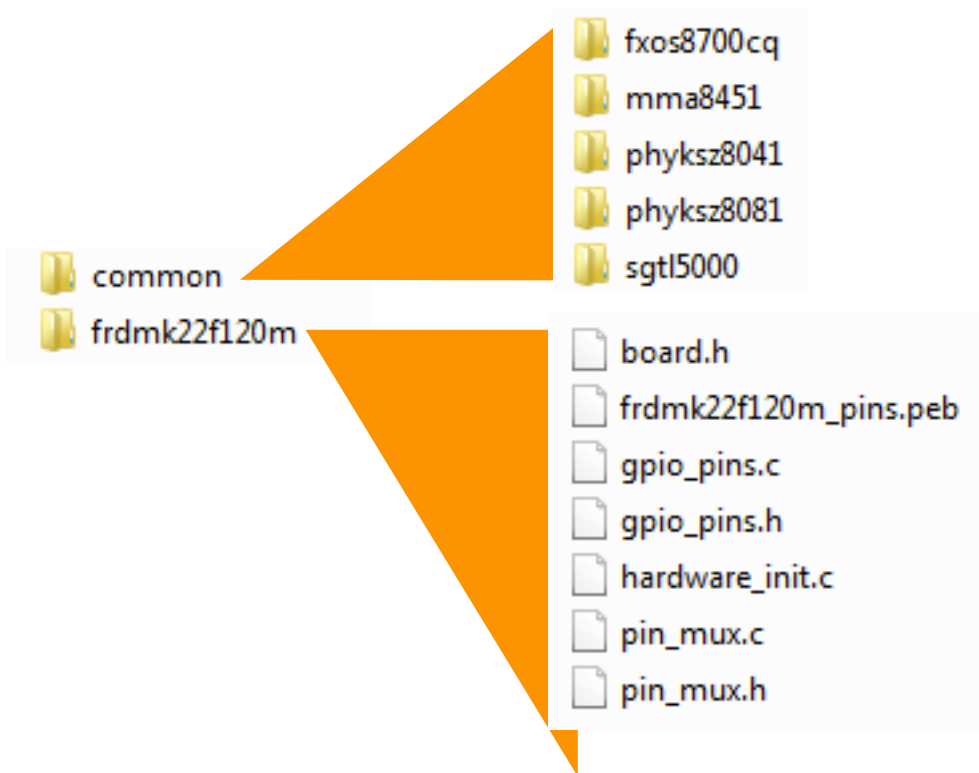 common
frdmk22f120m
fxos8700cq
mma8451
phyksz8041
phyksz8081
sgtl5000
board.h
frdmk22f120m_pins.peb
gpio_pins.c
gpio_pins.h
hardware_init.c
pin_mux.c
pin_mux.h